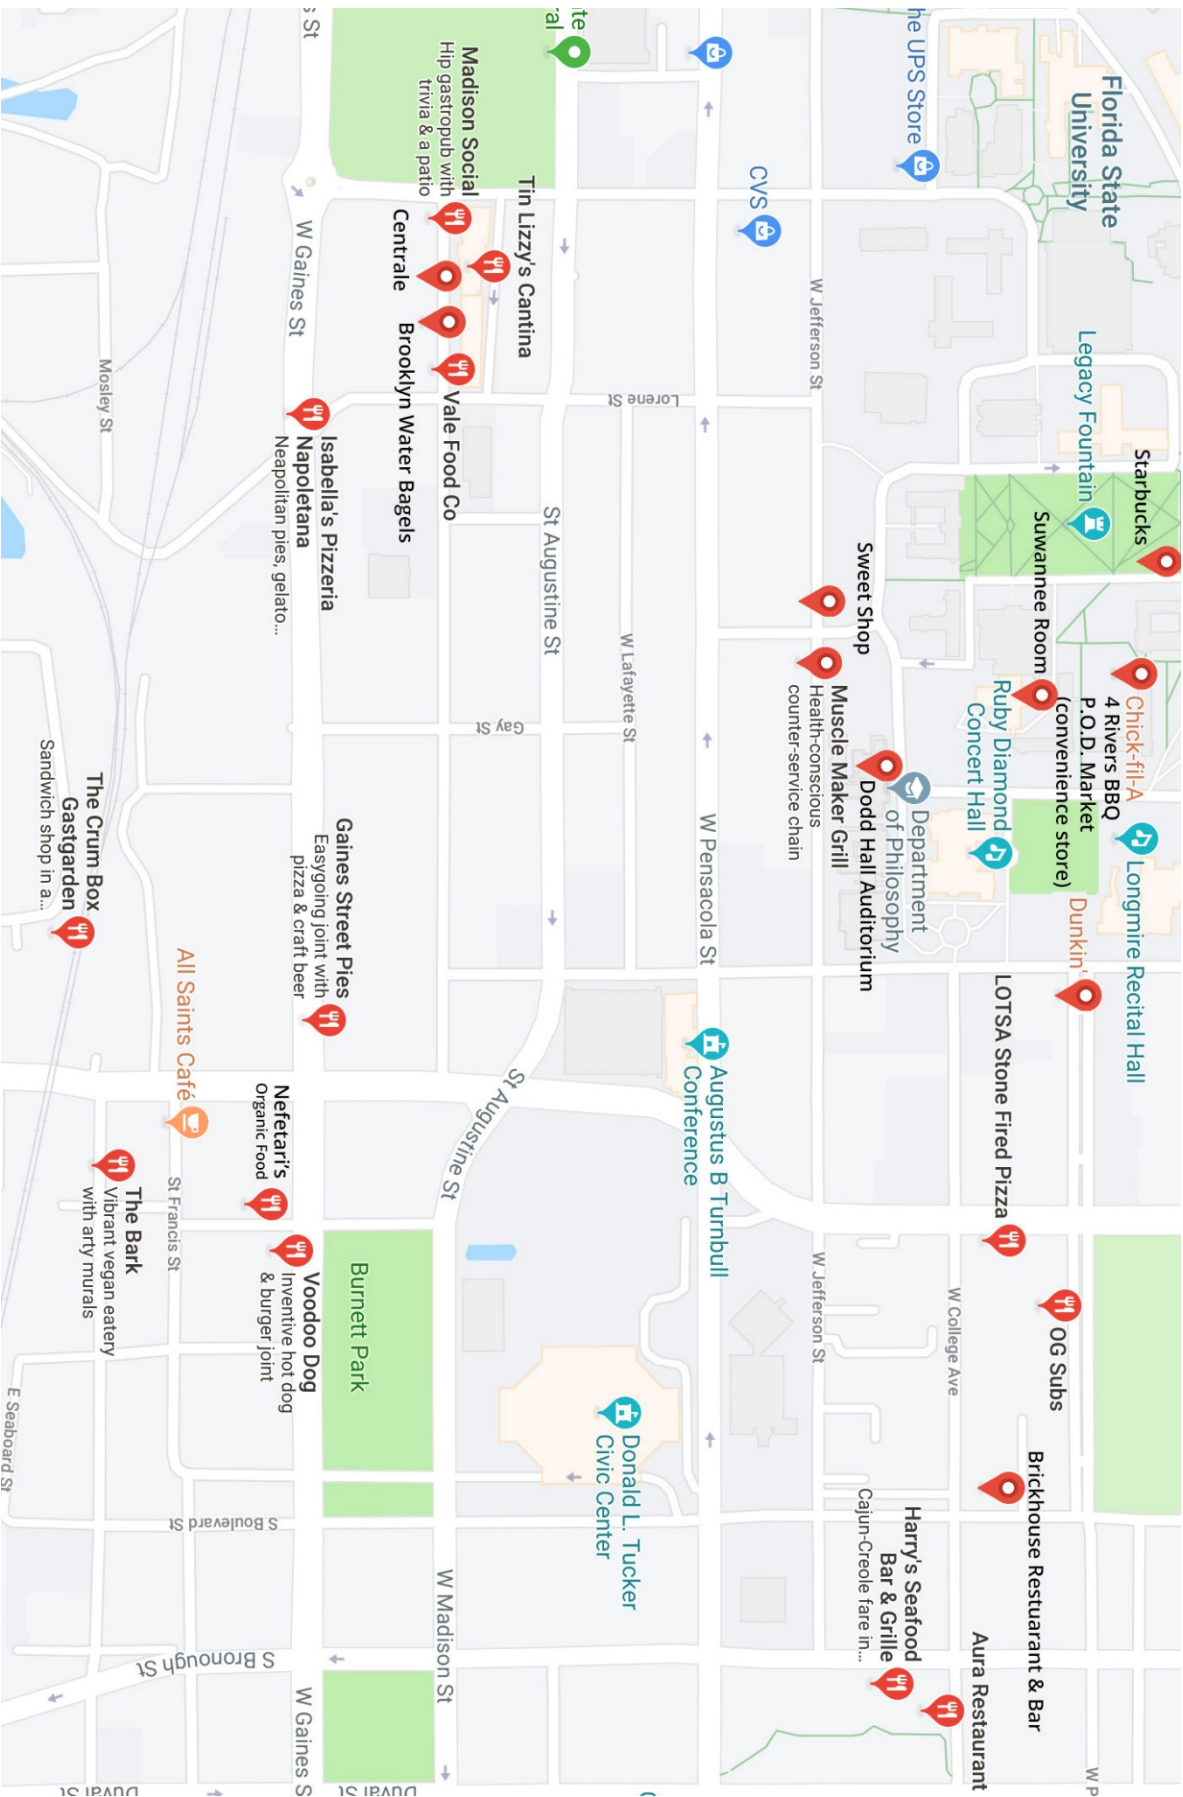 Florida State
University
The UPS Store
CVS
W Jefferson St
Legacy Fountain
Starbucks
Suwannee Room
Chick-fil-A
4 Rivers BBQ
P.O.D. Market
(convenience store)
Ruby Diamond
Concert Hall
Longmire Recital Hall
Dunkin'
Sweet Shop
Muscle Maker Grill
Health-conscious
counter-service chain
Department
of Philosophy
Dodd Hall Auditorium
LOTSA Stone Fired Pizza
OG Subs
W College Ave
W Jefferson St
Brickhouse Restuarant & Bar
Harry's Seafood
Bar & Grille
Cajun-Creole fare in...
Aura Restaurant
W P
Lorene St
W Lafayette St
W Pensacola St
Augustus B Turnbull
Conference
Donald L. Tucker
Civic Center
Madison Social
Hip gastropub with
trivia & a patio
Tin Lizzy's Cantina
Centrale
Brooklyn Water Bagels
Vale Food Co
St Augustine St
Gay St
St Augustine St
W Gaines St
Isabella's Pizzeria
Napoletana
Neapolitan pies, gelato...
Mosley St
Gaines Street Pies
Easygoing joint with
pizza & craft beer
The Crum Box
Gastgarden
Sandwich shop in a...
All Saints Café
Nefetari's
Organic Food
The Bark
Vibrant vegan eatery
with arty murals
St Francis St
Voodoo Dog
Inventive hot dog
& burger joint
Burnett Park
E Seaboard St
S Boulevard St
W Madison St
S Bronough St
W Gaines S
Duval St
Duval St